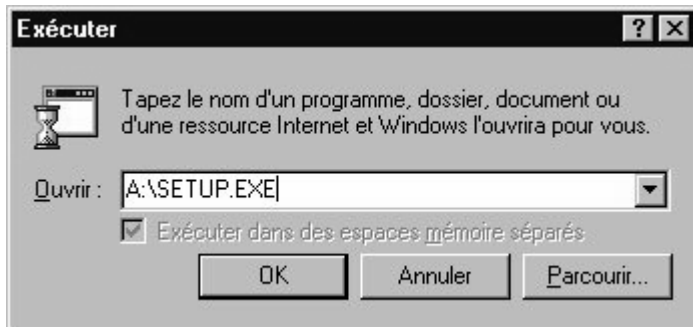 Exécuter
Tapez le nom d'un programme, dossier, document ou
d'une ressource Internet et Windows l'ouvrira pour vous.
Ouvrir : A:\SETUP.EXE
Exécuter dans des espaces mémoire séparés
OK Annuler Parcourir...